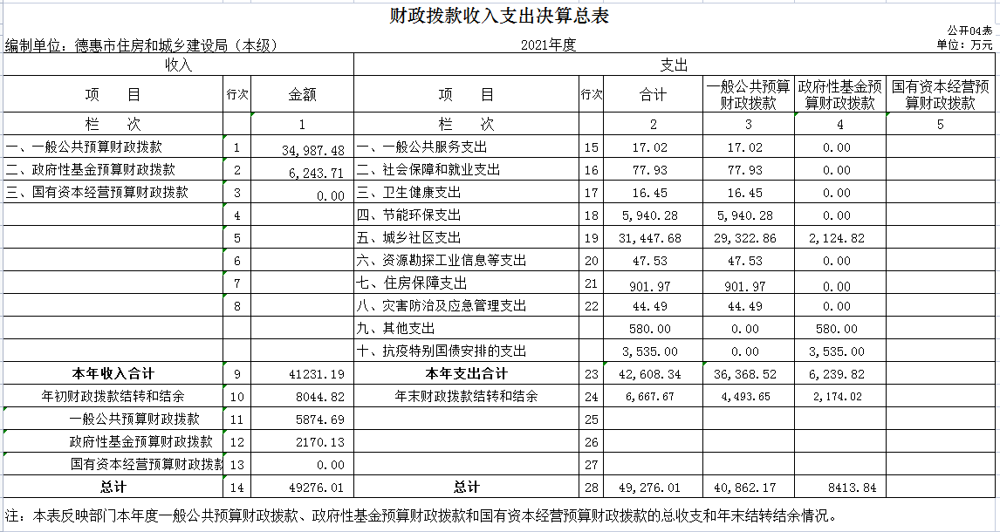 财政拨款收入支出决算总表
公开04表
编制单位：德惠市住房和城乡建设局（本级） 2021年度 单位：万元
收入 支出
项 目 行次 金额 项 目 行次 合计 一般公共预算财政拨款 政府性基金预算财政拨款 国有资本经营预算财政拨款
栏 次 1 栏 次 2 3 4 5
一、一般公共预算财政拨款 1 34,987.48 一、一般公共服务支出 15 17.02 17.02 0.00
二、政府性基金预算财政拨款 2 6,243.71 二、社会保障和就业支出 16 77.93 77.93 0.00
三、国有资本经营预算财政拨款 3 0.00 三、卫生健康支出 17 16.45 16.45 0.00
4 四、节能环保支出 18 5,940.28 5,940.28 0.00
5 五、城乡社区支出 19 31,447.68 29,322.86 2,124.82
6 六、资源勘探工业信息等支出 20 47.53 47.53 0.00
7 七、住房保障支出 21 901.97 901.97 0.00
8 八、灾害防治及应急管理支出 22 44.49 44.49 0.00
九、其他支出 580.00 0.00 580.00
十、抗疫特别国债安排的支出 3,535.00 0.00 3,535.00
本年收入合计 9 41231.19 本年支出合计 23 42,608.34 36,368.52 6,239.82
年初财政拨款结转和结余 10 8044.82 年末财政拨款结转和结余 24 6,667.67 4,493.65 2,174.02
一般公共预算财政拨款 11 5874.69 25
政府性基金预算财政拨款 12 2170.13 26
国有资本经营预算财政拨款 13 0.00 27
总计 14 49276.01 总计 28 49,276.01 40,862.17 8413.84
注：本表反映部门本年度一般公共预算财政拨款、政府性基金预算财政拨款和国有资本经营预算财政拨款的总收支和年末结转结余情况。